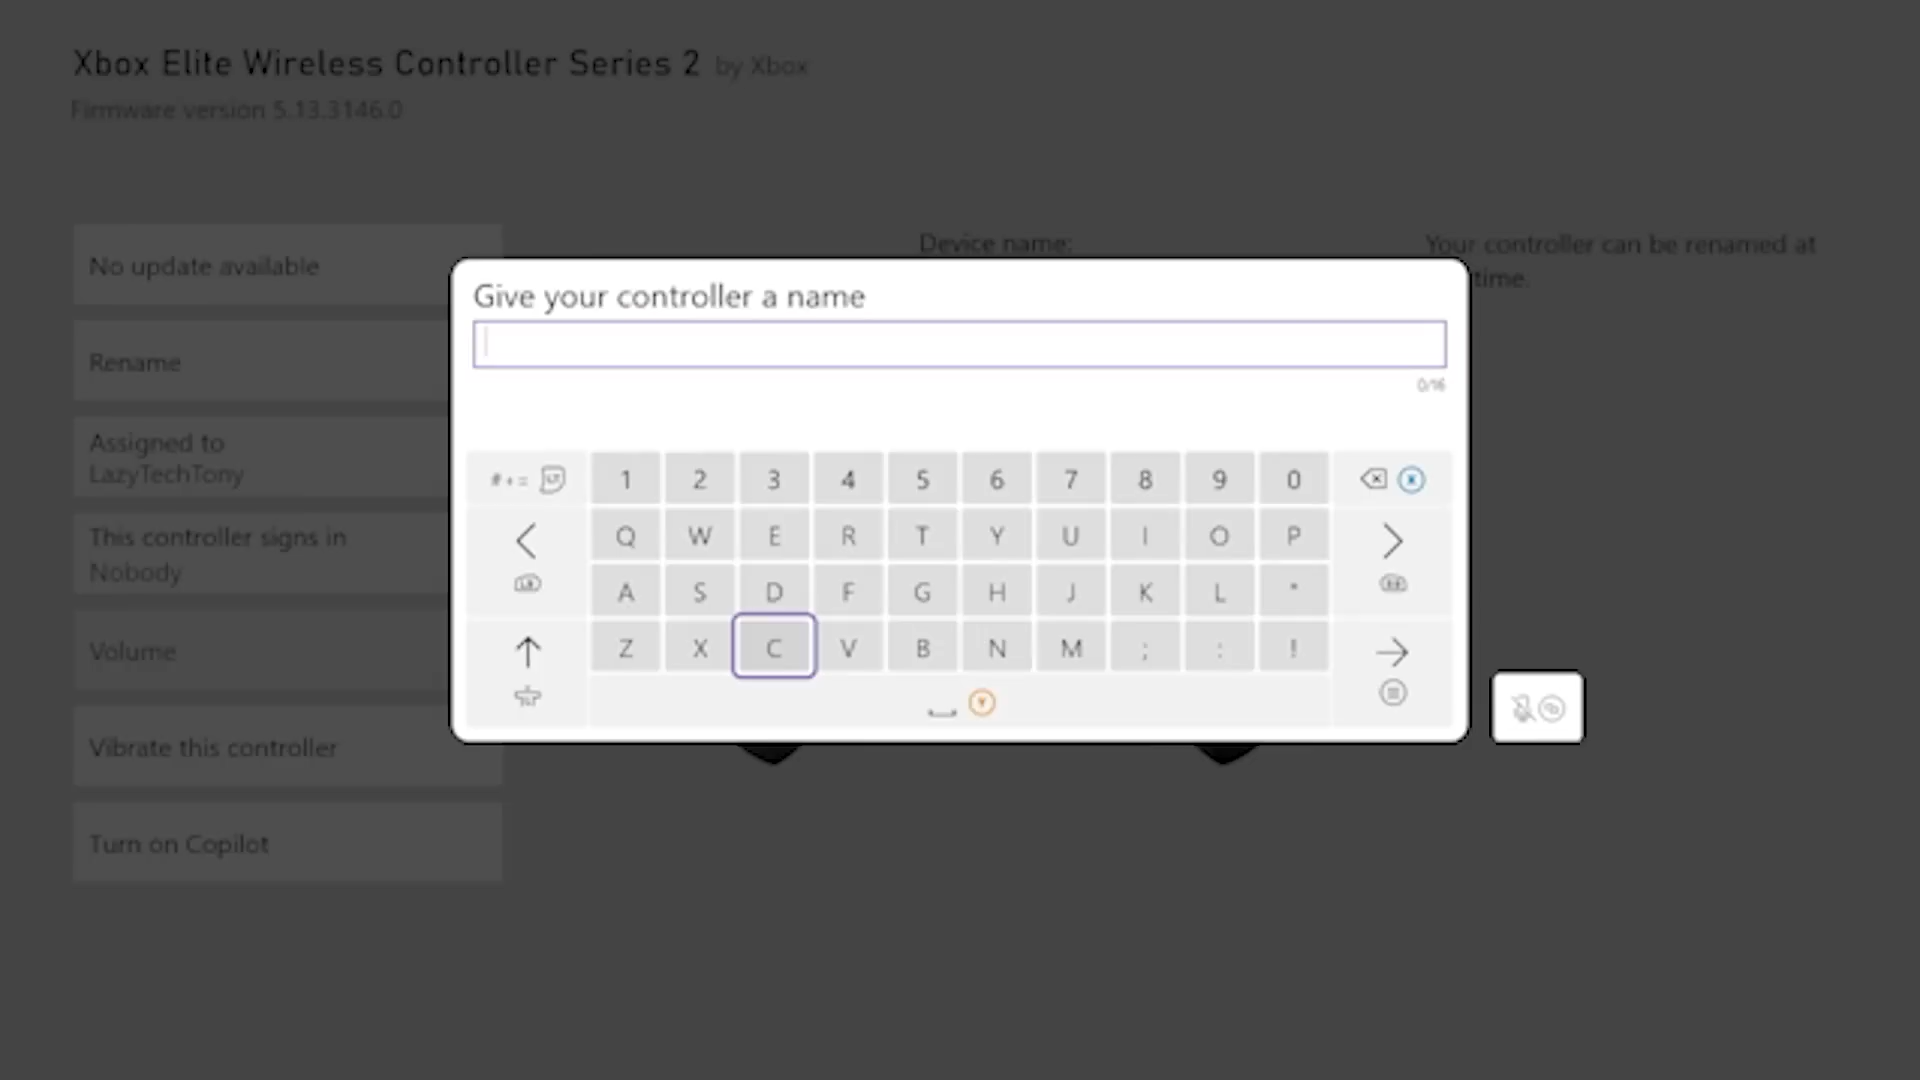 Xbox Elite Wireless Controller Series 2 by Xbox
Firmware version 5.13.3146.0
No update available
Rename
Assigned to
LazyTechTony
This controller signs in
Nobody
Volume
Vibrate this controller
Turn on Copilot
Device name:
Your controller can be renamed at
time.
Give your controller a name
0/16
#+= LT 1 2 3 4 5 6 7 8 9 0 X
Q W E R T Y U I O P
LB A S D F G H J K L " RB
Z X C V B N M ; : !
Y